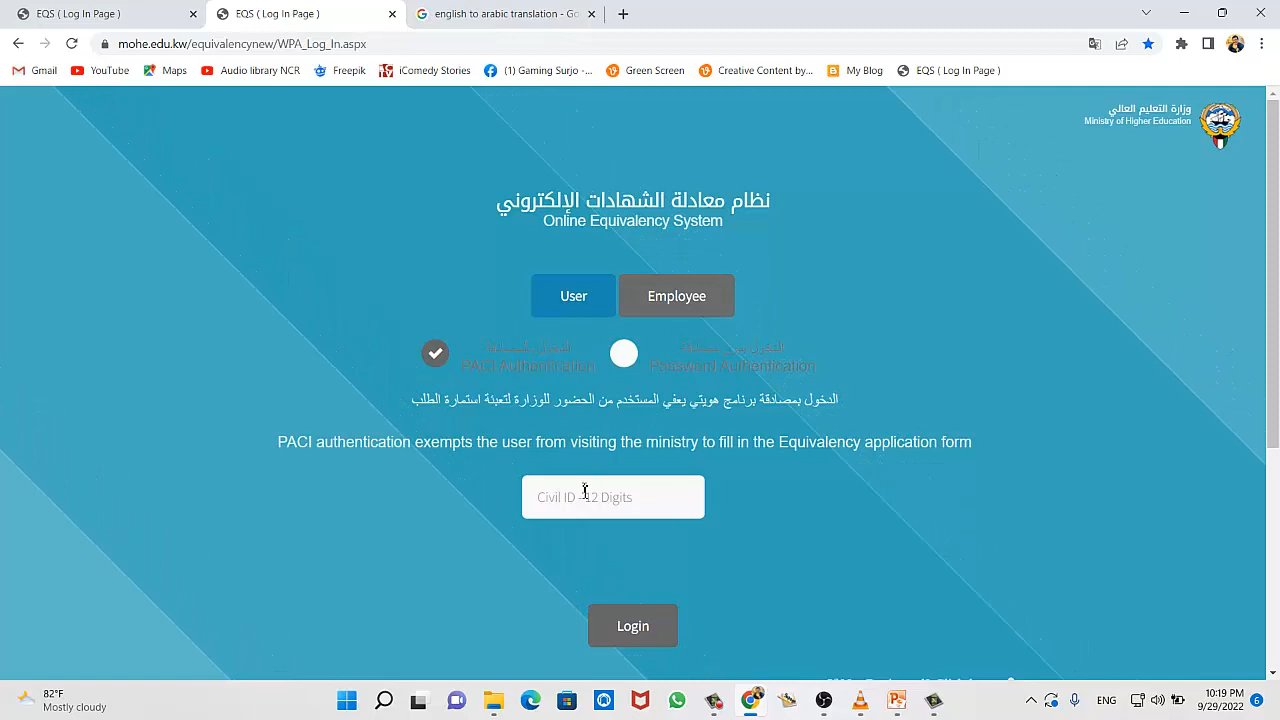 EQS ( Log In Page )
EQS ( Log In Page )
english to arabic translation - Go
mohe.edu.kw/equivalencynew/WPA_Log_In.aspx
Gmail
YouTube
Maps
Audio library NCR
Freepik
iComedy Stories
(1) Gaming Surjo -...
Green Screen
Creative Content by...
My Blog
EQS ( Log In Page )
وزارة التعليم العالي
Ministry of Higher Education
نظام معادلة الشهادات الإلكتروني
Online Equivalency System
User
Employee
PACI Authentication
Password Authentication
الدخول بمصادقة برنامج هويتي يعفي المستخدم من الحضور للوزارة لتعبئة استمارة الطلب
PACI authentication exempts the user from visiting the ministry to fill in the Equivalency application form
Civil ID - 12 Digits
Login
82°F
Mostly cloudy
ENG
10:19 PM
9/29/2022
6